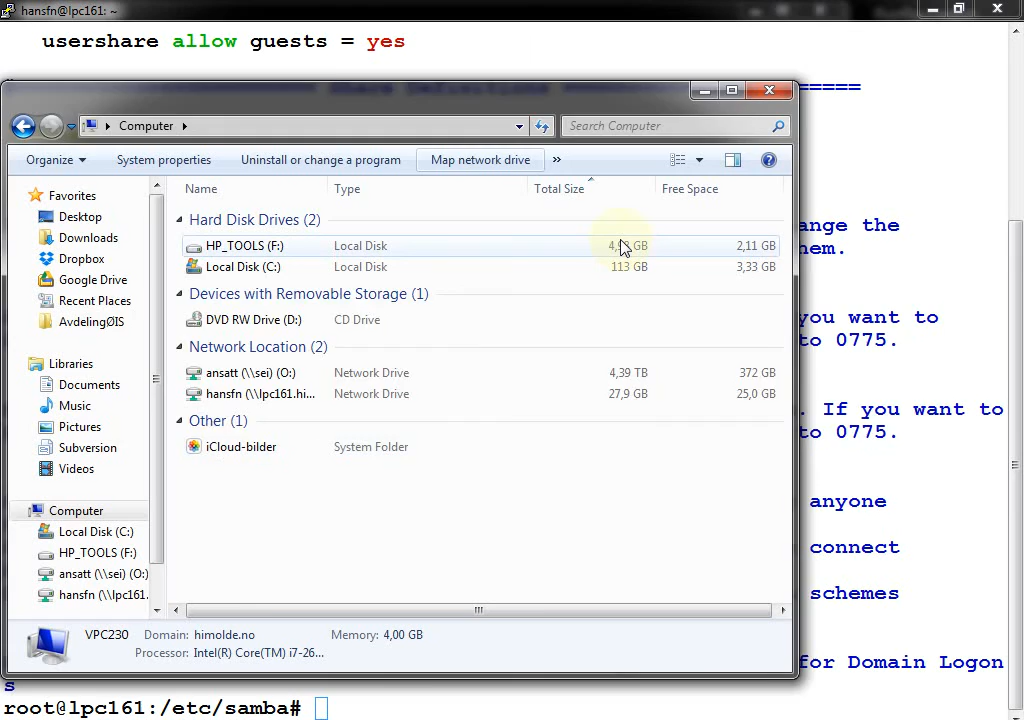 hansfn@lpc161: ~
usershare allow guests = yes
Share Definitions
=====
Computer
Search Computer
Organize
System properties
Uninstall or change a program
Map network drive
»
Name
Type
Total Size
Free Space
Favorites
Desktop
Downloads
Dropbox
Google Drive
Recent Places
AvdelingØIS
Libraries
Documents
Music
Pictures
Subversion
Videos
Computer
Local Disk (C:)
HP_TOOLS (F:)
ansatt (\\sei) (O:)
hansfn (\\lpc161.
Hard Disk Drives (2)
HP_TOOLS (F:) Local Disk GB 2,11 GB
Local Disk (C:) Local Disk 113 GB 3,33 GB
Devices with Removable Storage (1)
DVD RW Drive (D:) CD Drive
Network Location (2)
ansatt (\\sei) (O:) Network Drive 4,39 TB 372 GB
hansfn (\\lpc161.hi... Network Drive 27,9 GB 25,0 GB
Other (1)
iCloud-bilder System Folder
VPC230 Domain: himolde.no Memory: 4,00 GB
Processor: Intel(R) Core(TM) i7-26...
ange the
hem.
you want to
to 0775.
. If you want to
to 0775.
anyone
connect
schemes
for Domain Logon
s
root@lpc161:/etc/samba#